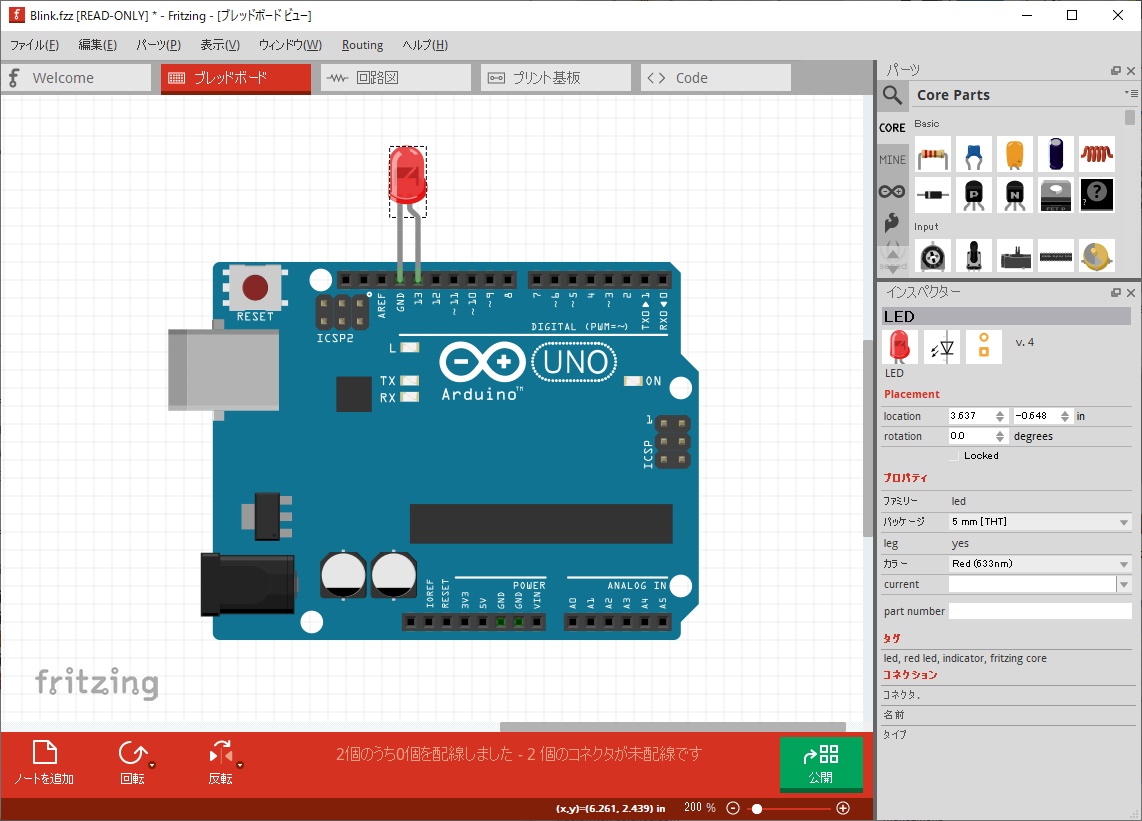 Blink.fzz [READ-ONLY] * - Fritzing - [ブレッドボード ビュー]
ファイル(F) 編集(E) パーツ(P) 表示(V) ウィンドウ(W) Routing ヘルプ(H)
Welcome ブレッドボード 回路図 プリント基板 Code
パーツ
Core Parts
CORE
Basic
MINE
P N
?
Input
RESET
ICSP2
AREF GND 13 12 ~11 ~10 ~9 8 7 ~6 ~5 4 ~3 2 TXD▶1 RXD◀0
DIGITAL (PWM=~)
L
TX
RX
UNO
Arduino™
ON
1
ICSP
POWER
ANALOG IN
IOREF RESET 3V3 5V GND GND VIN A0 A1 A2 A3 A4 A5
fritzing
インスペクター
LED
v. 4
LED
Placement
location 3.637 -0.648 in
rotation 0.0 degrees
Locked
プロパティ
ファミリー led
パッケージ 5 mm [THT]
leg yes
カラー Red (633nm)
current
part number
タグ
led, red led, indicator, fritzing core
コネクション
コネクタ.
名前
タイプ
ノートを追加 回転 反転
2個のうち0個を配線しました - 2 個のコネクタが未配線です
公開
(x,y)=(6.261, 2.439) in 200 %